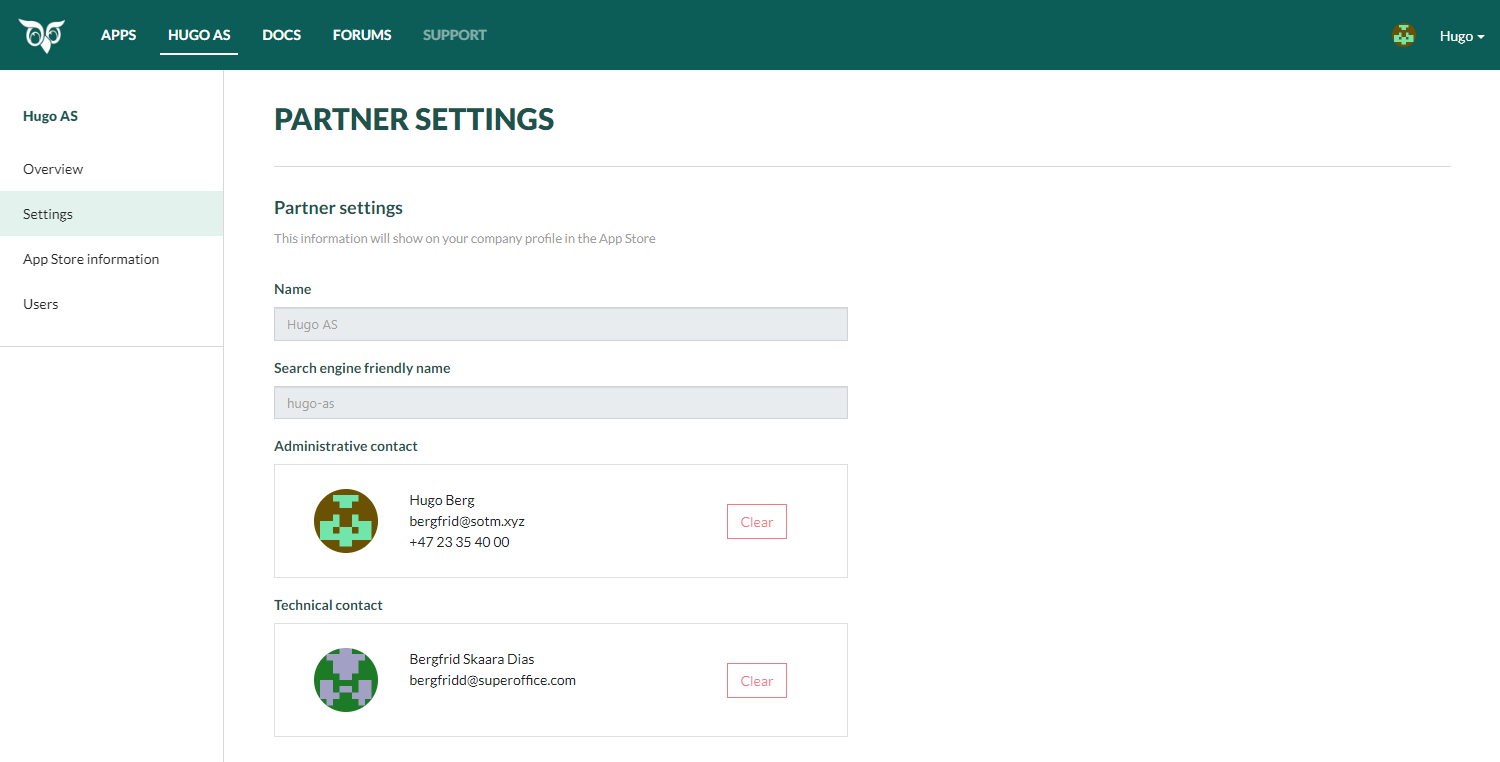 APPS HUGO AS DOCS FORUMS SUPPORT Hugo
Hugo AS
Overview
Settings
App Store information
Users
PARTNER SETTINGS
Partner settings
This information will show on your company profile in the App Store
Name
Hugo AS
Search engine friendly name
hugo-as
Administrative contact
Hugo Berg
bergfrid@sotm.xyz
+47 23 35 40 00
Clear
Technical contact
Bergfrid Skaara Dias
bergfridd@superoffice.com
Clear